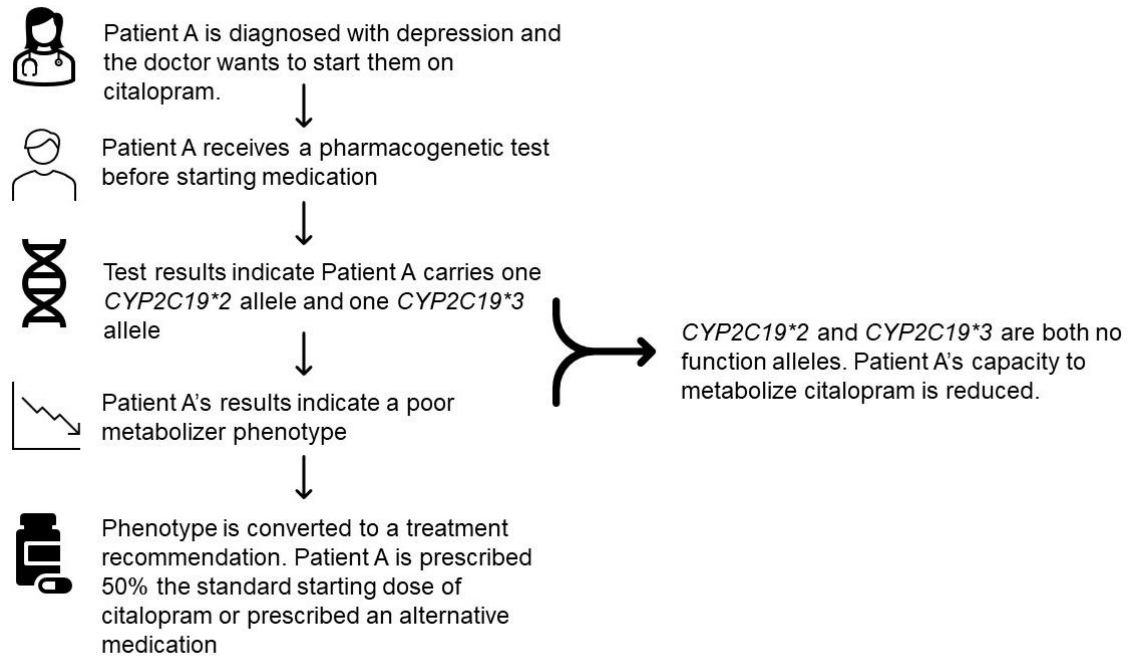 Patient A is diagnosed with depression and
the doctor wants to start them on
citalopram.
Patient A receives a pharmacogenetic test
before starting medication
Test results indicate Patient A carries one
CYP2C19*2 allele and one CYP2C19*3
allele
CYP2C19*2 and CYP2C19*3 are both no
function alleles. Patient A's capacity to
metabolize citalopram is reduced.
Patient A's results indicate a poor
metabolizer phenotype
Phenotype is converted to a treatment
recommendation. Patient A is prescribed
50% the standard starting dose of
citalopram or prescribed an alternative
medication